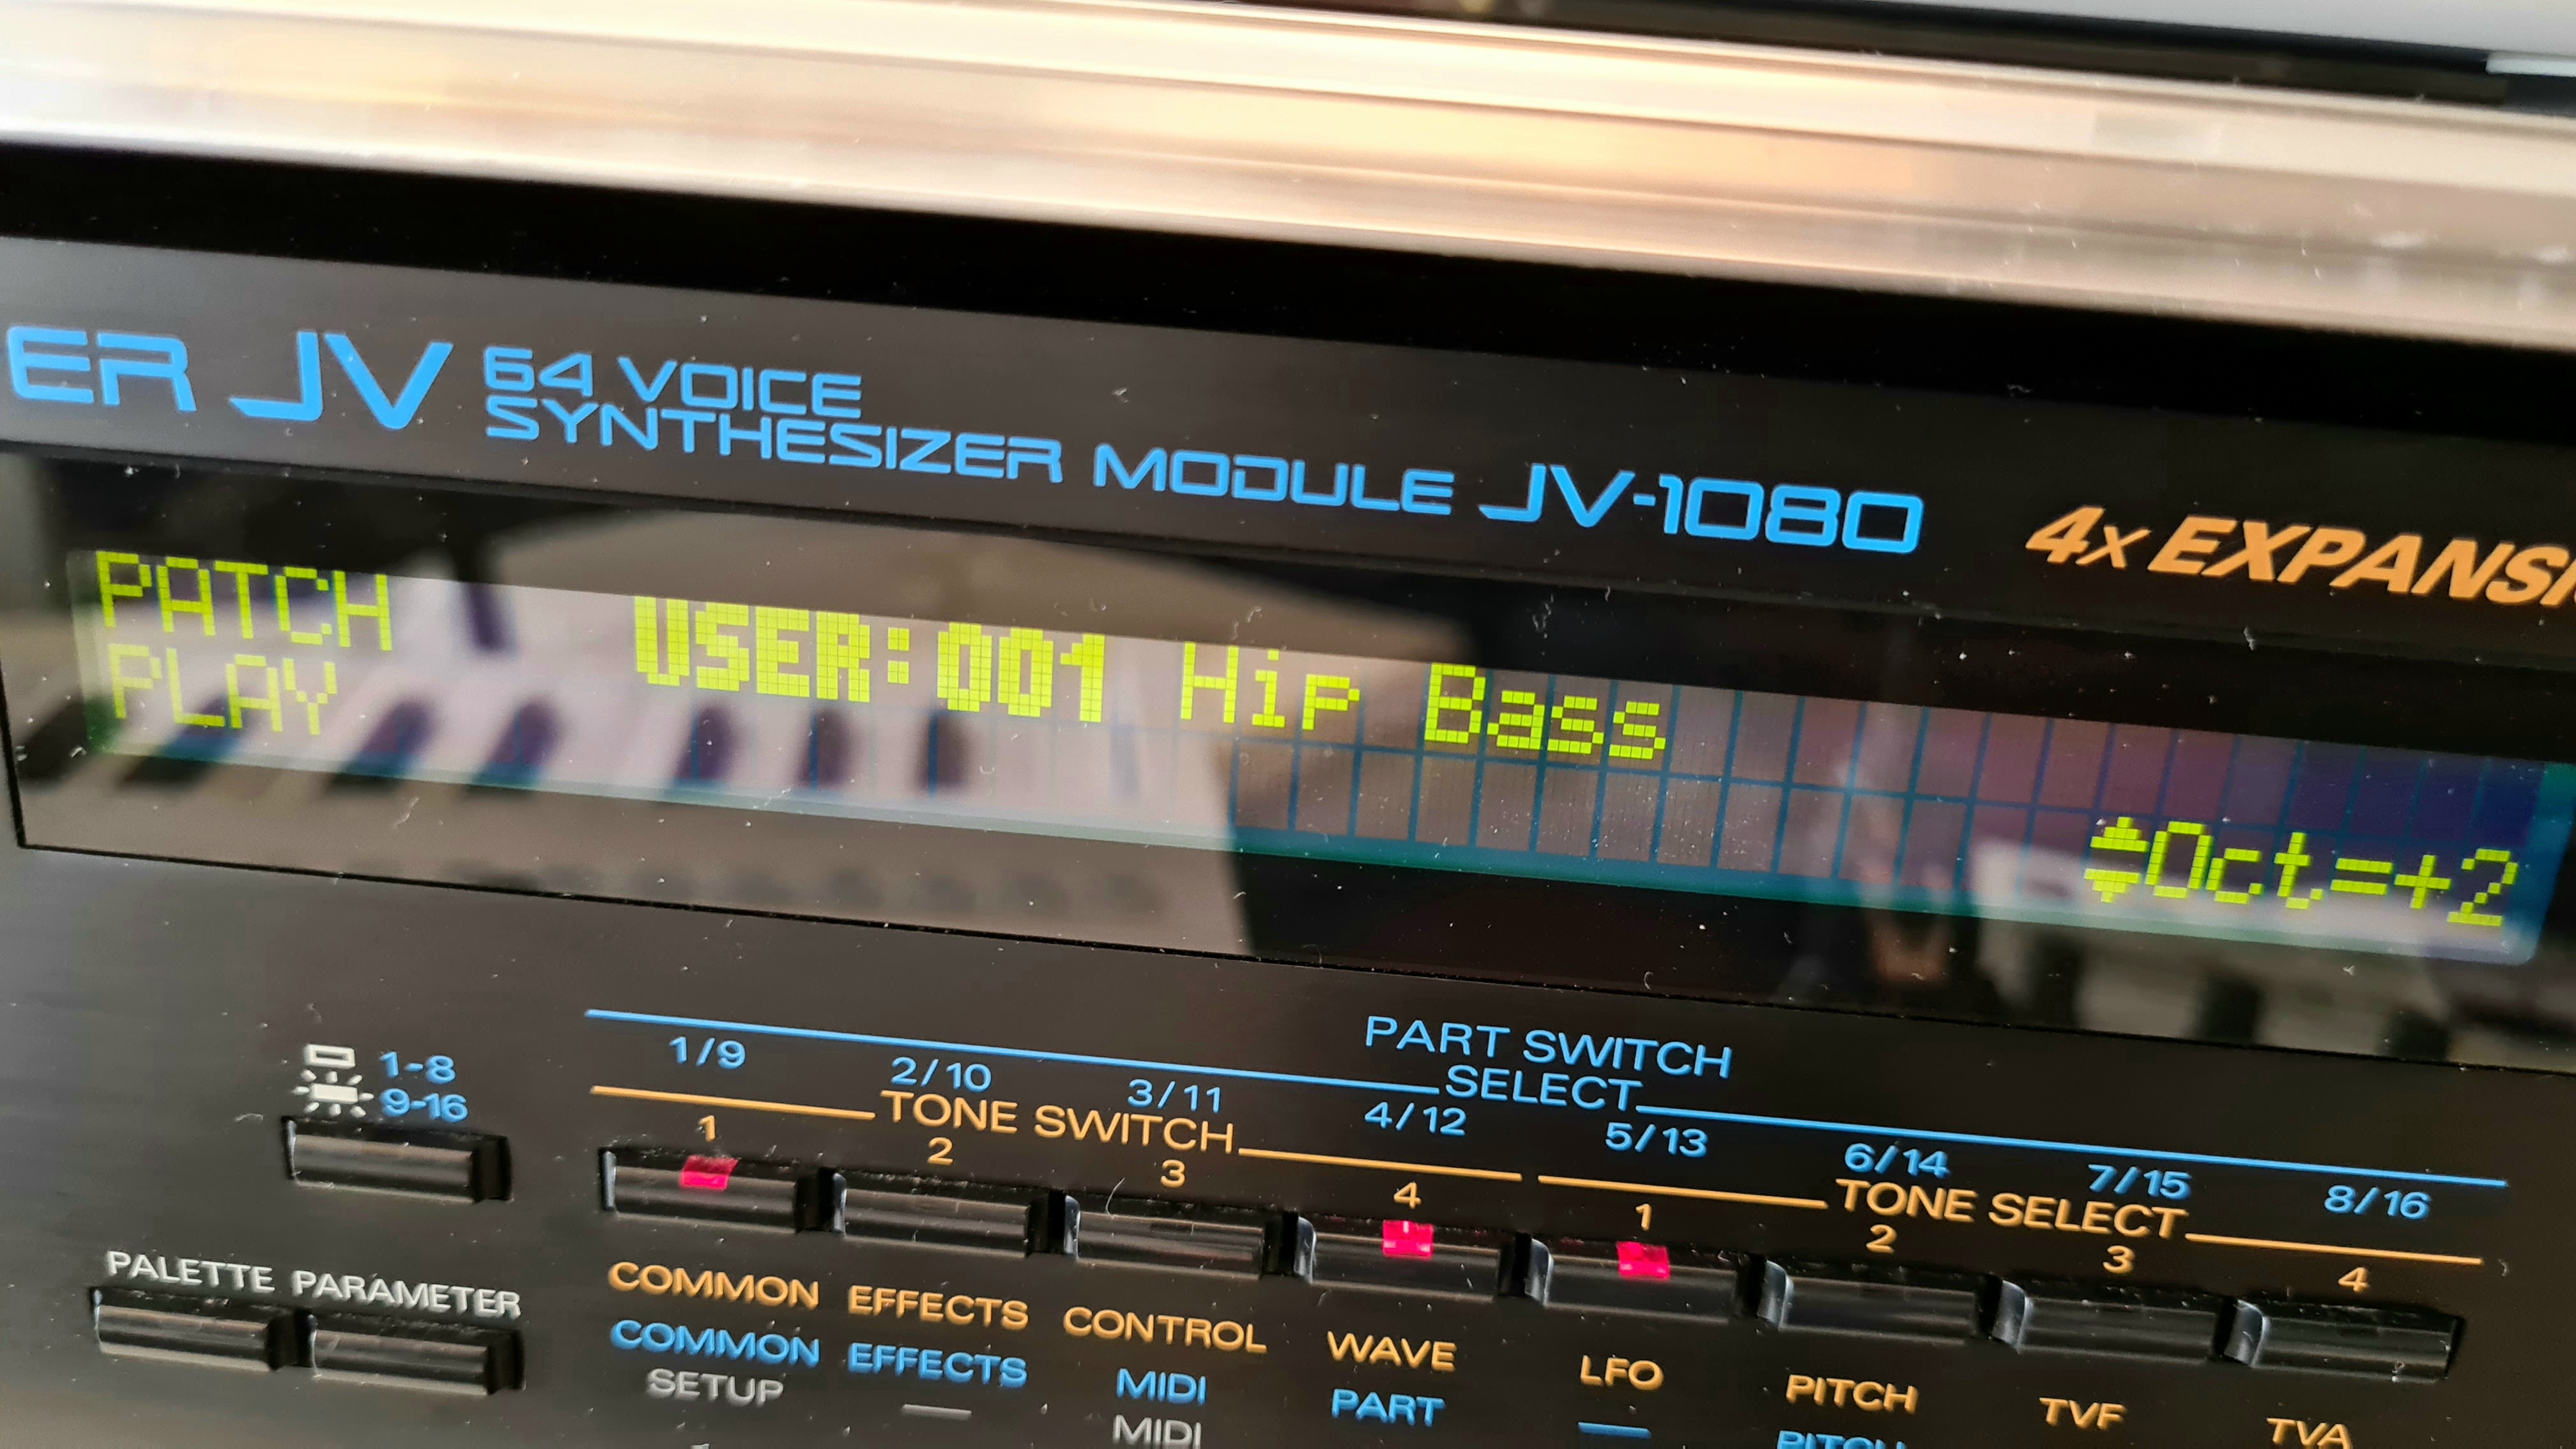 ER JV 64 VOICE
SYNTHESIZER MODULE JV-1080
4x EXPANSI
PATCH USER:001 Hip Bass
PLAY Oct=+2
PART SWITCH
SELECT
1-8
9-16
1/9 2/10 3/11 4/12 5/13 6/14 7/15 8/16
TONE SWITCH TONE SELECT
1 2 3 4 1 2 3 4
PALETTE PARAMETER
COMMON EFFECTS CONTROL WAVE LFO PITCH TVF TVA
COMMON EFFECTS MIDI PART PITCH
SETUP MIDI